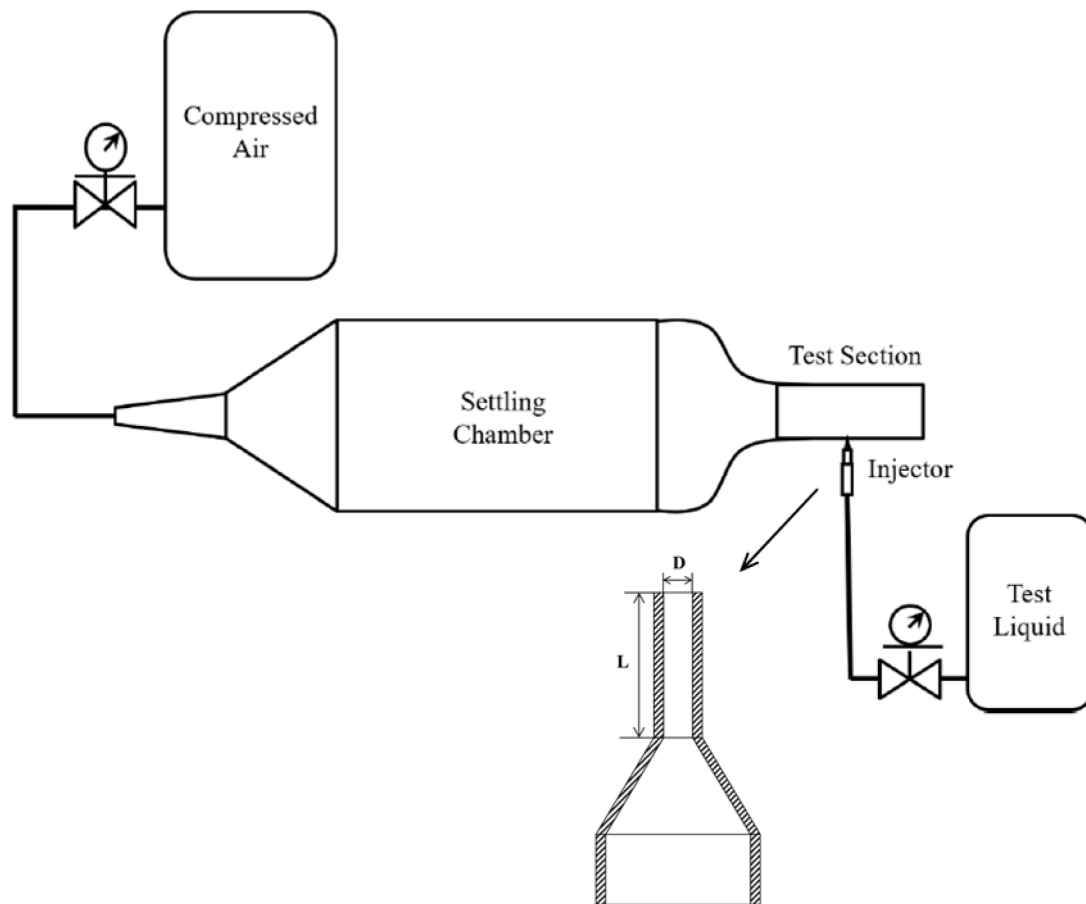 Compressed
Air
Test Section
Settling
Chamber
Injector
D
Test
Liquid
L